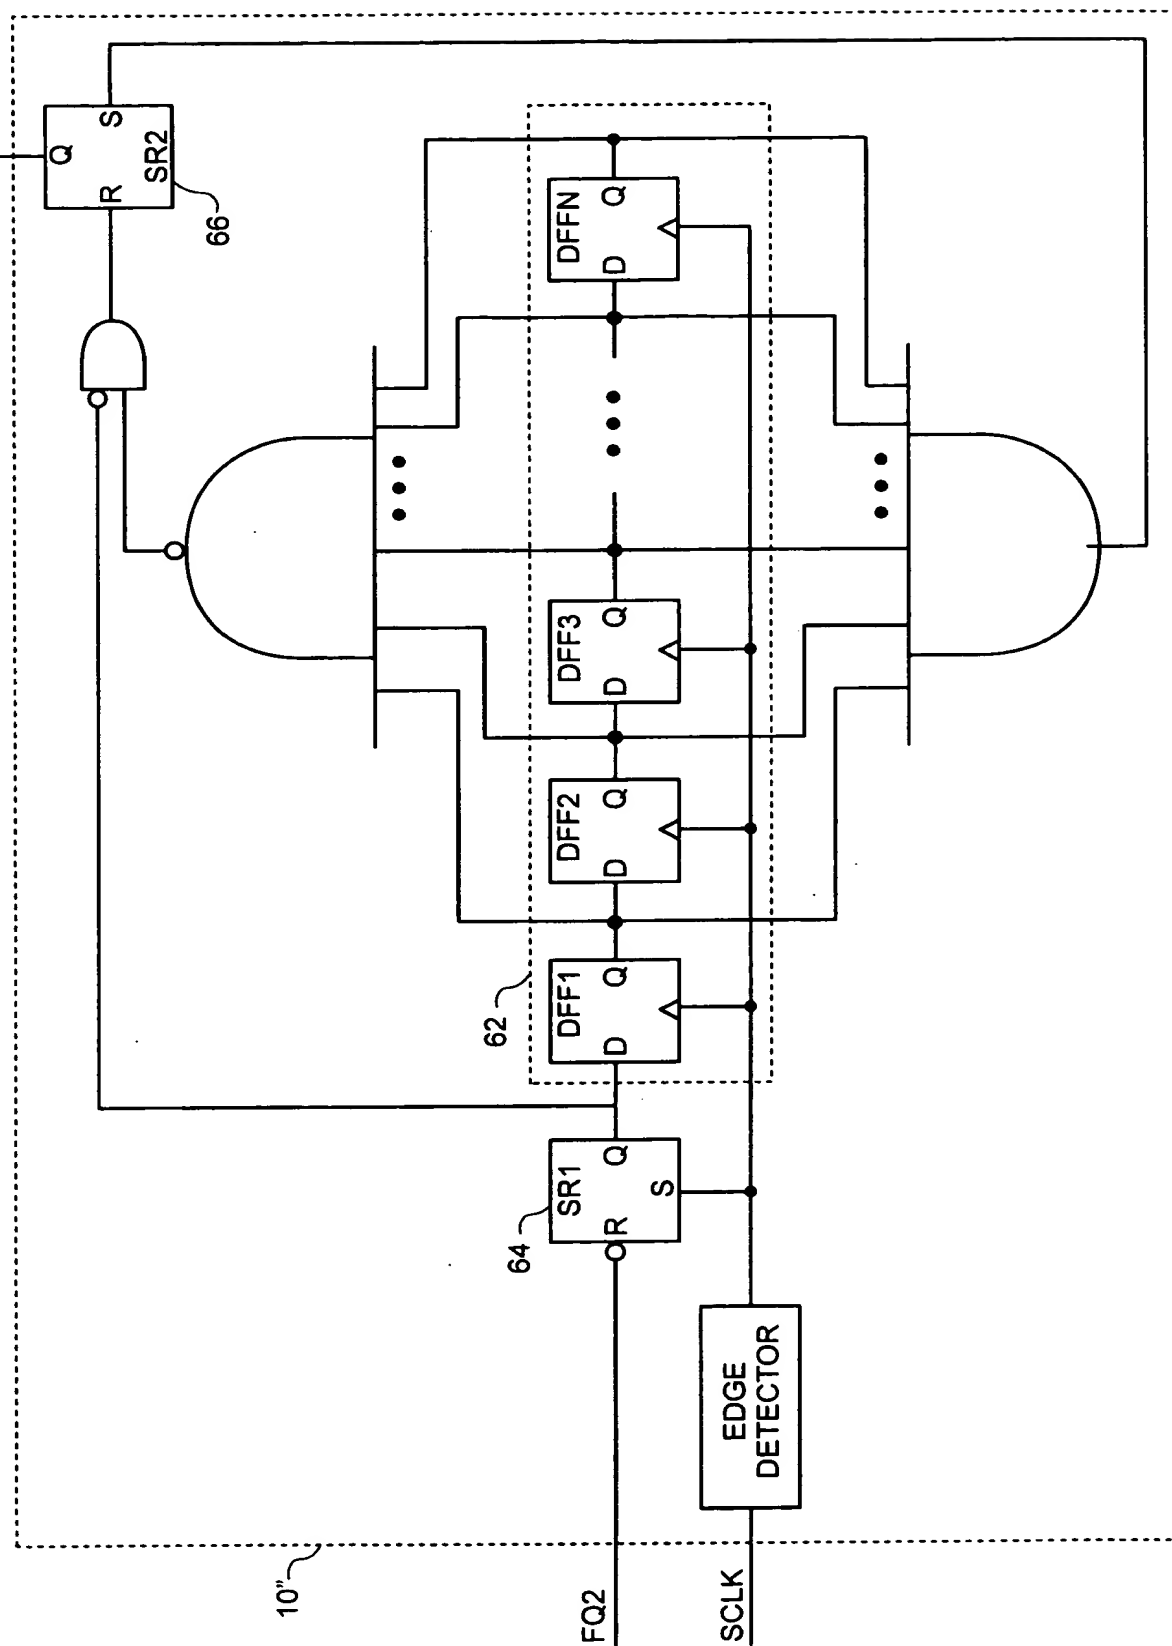 10"
FQ2
SCLK
EDGE
DETECTOR
64
SR1
R
Q
S
62
DFF1
D
Q
DFF2
D
Q
DFF3
D
Q
DFFN
D
Q
66
Q
R
S
SR2